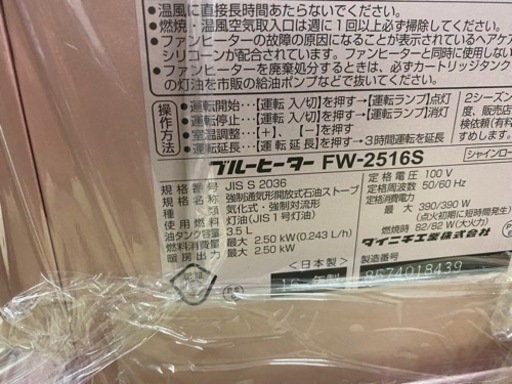 ●温風に直接長時間あたらないでください。
●燃焼・温風空気取入口は週に1回以上必ず掃除してください。
●ファンヒーターの故障の原因になることが表示されているヘアケア
シリコーンが配合されています。ファンヒーターと同時に使用しない
●ファンヒーターを廃棄処分するときは、必ずカートリッジタンク
の灯油を市販の給油ポンプなどで抜いてください。
操作方法
●運転開始…【運転 入/切】を押す→【運転ランプ】点灯
●運転停止…【運転 入/切】を押す→【運転ランプ】消灯
●室温調整…【+】、【-】を押す
●運転延長…【運転延長】を押す→3時間運転延長
2シーズン
度、販売店
検依頼(有料
すめします。
ブルーヒーター FW-2516S
シャインロー
規格番号 JIS S 2036
規格名称 強制通気形開放式石油ストーブ
種類 気化式・強制対流形
使用燃料 灯油(JIS 1号灯油)
油タンク容量 3.5 L
燃料消費量 最大 2.50 kW(0.243 L/h)
暖房出力 最大 2.50 kW
定格電圧 100 V
定格周波数 50/60 Hz
最大 390/390 W
(点火初期に短時間発生)
燃焼時 82/82 W(大火力)
ダイニチ工業株式会社
<日本製>
16年製
製造番号
8574018439